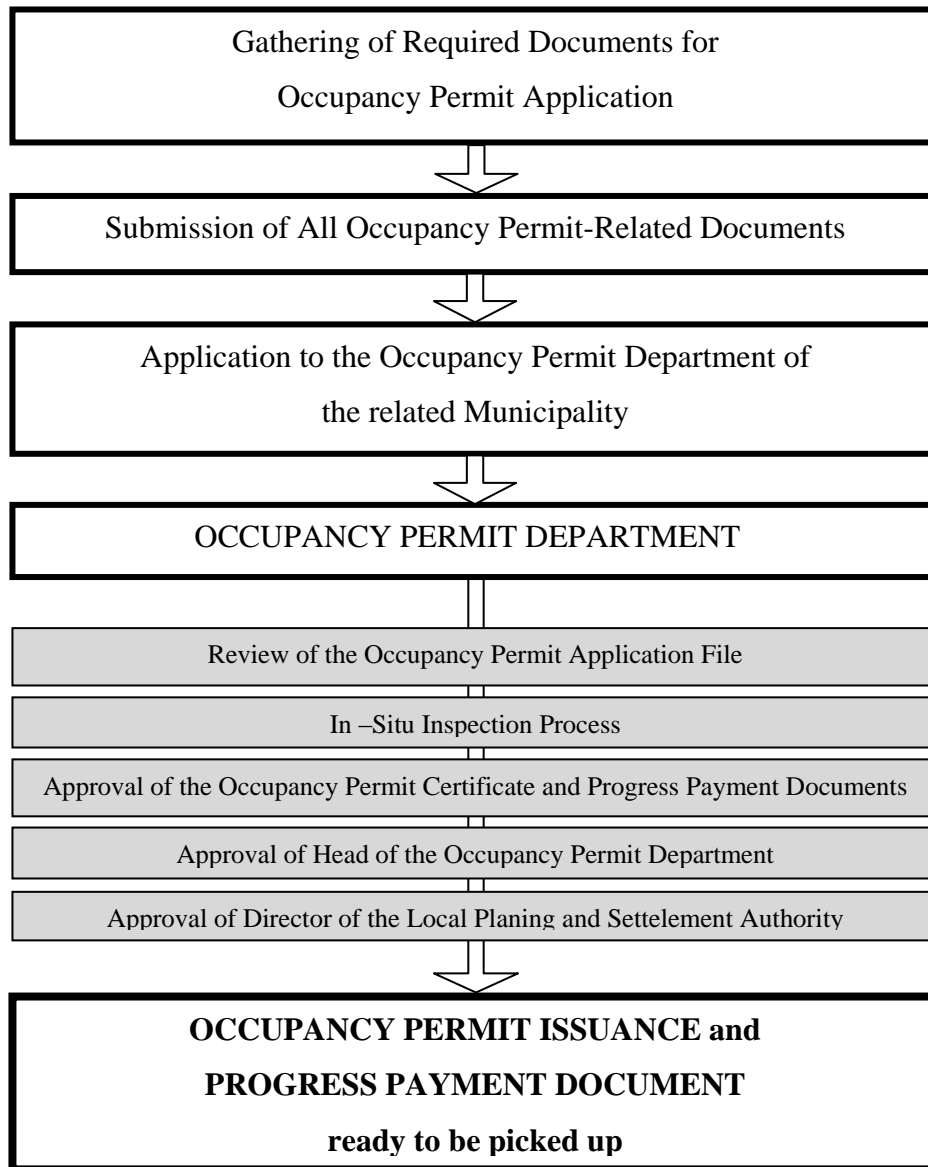 Gathering of Required Documents for
Occupancy Permit Application
Submission of All Occupancy Permit-Related Documents
Application to the Occupancy Permit Department of
the related Municipality
OCCUPANCY PERMIT DEPARTMENT
Review of the Occupancy Permit Application File
In –Situ Inspection Process
Approval of the Occupancy Permit Certificate and Progress Payment Documents
Approval of Head of the Occupancy Permit Department
Approval of Director of the Local Planing and Settelement Authority
OCCUPANCY PERMIT ISSUANCE and
PROGRESS PAYMENT DOCUMENT
ready to be picked up